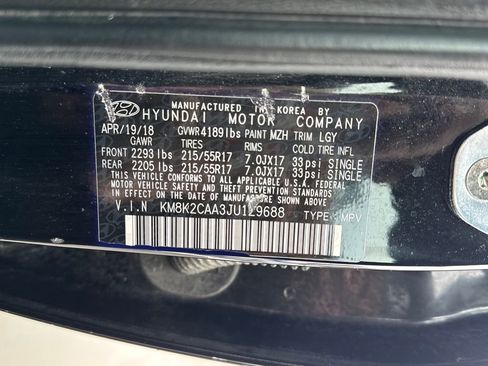 MANUFACTURED IN KOREA BY
HYUNDAI MOTOR COMPANY
APR/19/18 GVWR 4189lbs PAINT MZH TRIM LGY
GAWR TIRES RIMS COLD TIRE INFL
FRONT 2293 lbs 215/55R17 7.0JX17 33psi SINGLE
REAR 2205 lbs 215/55R17 7.0JX17 33psi SINGLE
THIS VEHICLE CONFORMS TO ALL APPLICABLE U.S.A FEDERAL
MOTOR VEHICLE SAFETY, BUMPER, AND THEFT PREVENTION
STANDARDS IN EFFECT ON THE DATE OF MANUFACTURE SHOWN ABOVE.
V.I.N KM8K2CAA3JU129688 TYPE: MPV